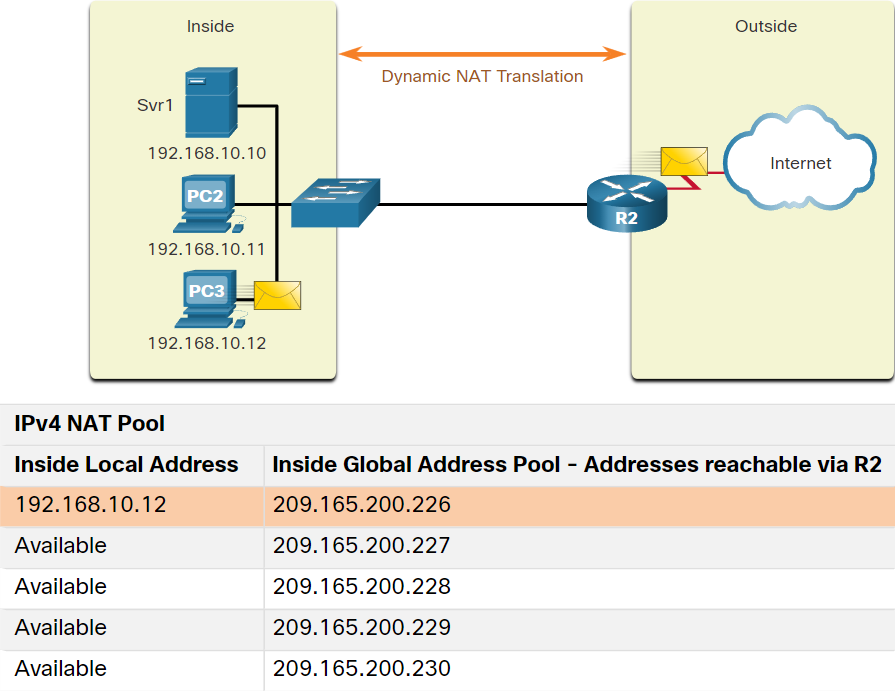 Inside
Outside
Dynamic NAT Translation
Svr1
192.168.10.10
Internet
PC2
R2
192.168.10.11
PC3
192.168.10.12
IPv4 NAT Pool
Inside Local Address Inside Global Address Pool - Addresses reachable via R2
192.168.10.12 209.165.200.226
Available 209.165.200.227
Available 209.165.200.228
Available 209.165.200.229
Available 209.165.200.230